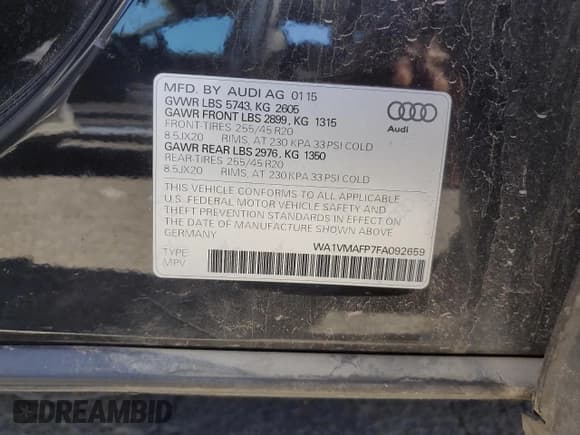 MFD. BY AUDI AG 01 15
GVWR LBS 5743, KG 2605
GAWR FRONT LBS 2899, KG 1315
FRONT-TIRES 255/45 R20
8.5JX20 RIMS, AT 230 KPA 33 PSI COLD
GAWR REAR LBS 2976, KG 1350
REAR-TIRES 255/45 R20
8.5JX20 RIMS, AT 230 KPA 33 PSI COLD
Audi
THIS VEHICLE CONFORMS TO ALL APPLICABLE
U.S. FEDERAL MOTOR VEHICLE SAFETY AND
THEFT PREVENTION STANDARDS IN EFFECT ON
THE DATE OF MANUFACTURE SHOWN ABOVE
GERMANY
WA1VMAFP7FA092659
TYPE:
MPV
DREAMBID